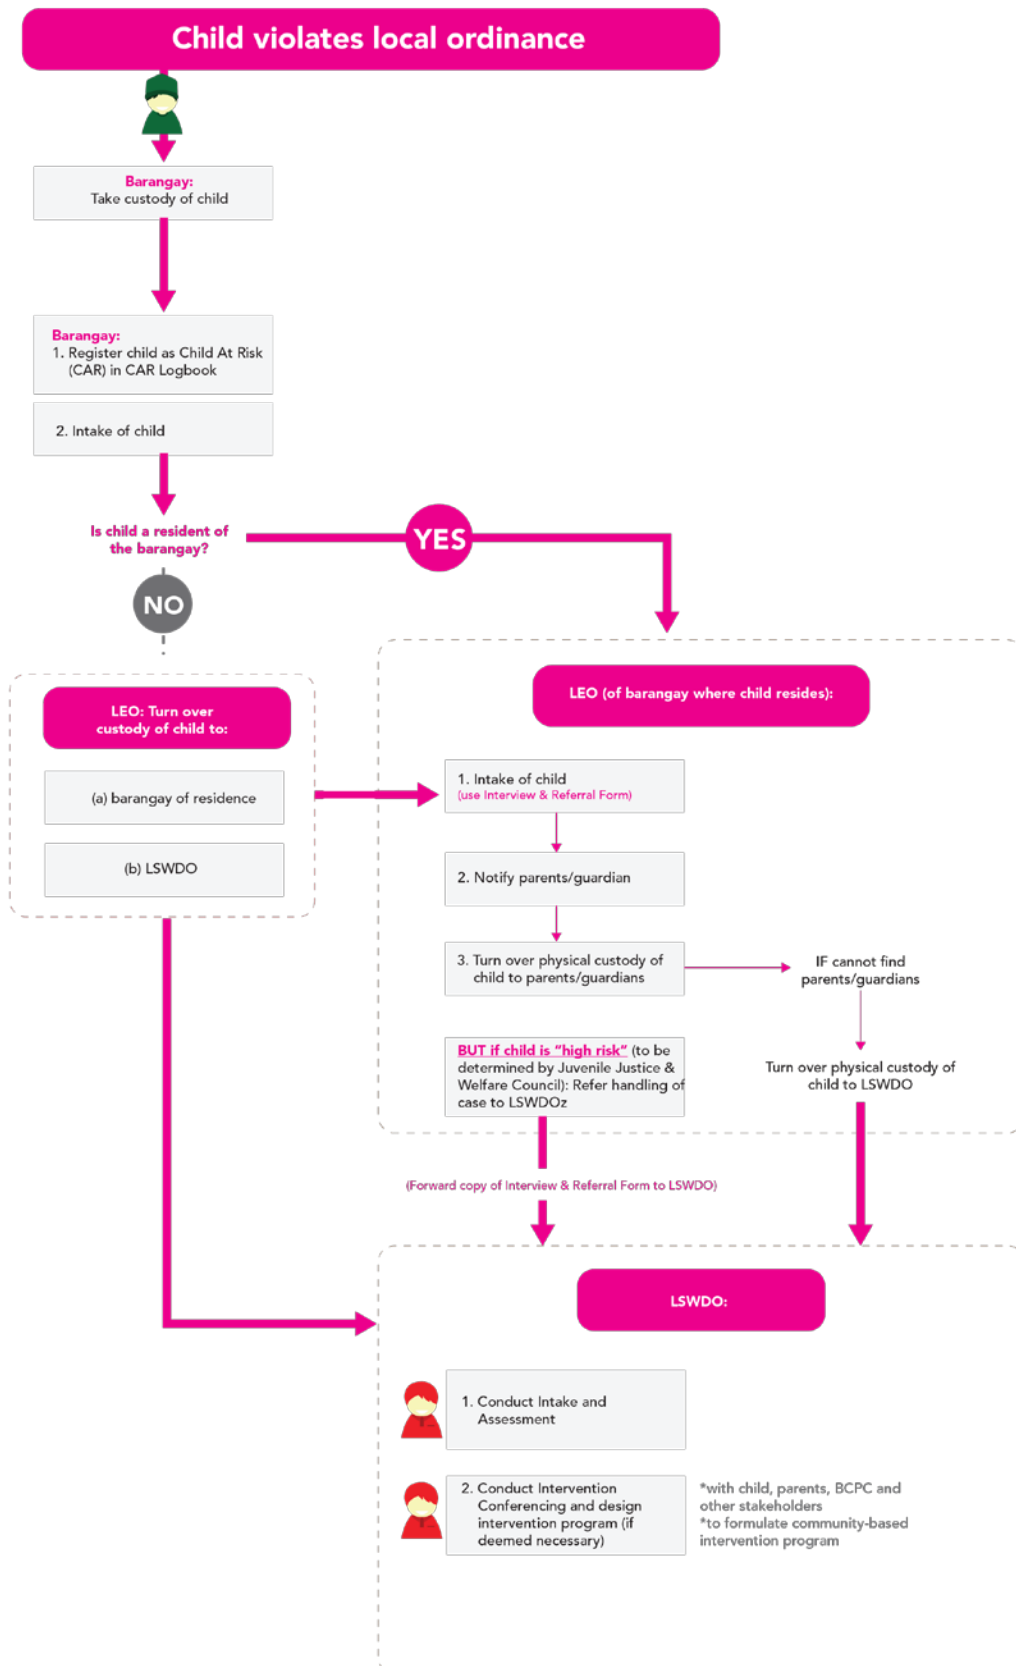 Child violates local ordinance
Barangay:
Take custody of child
Barangay:
1. Register child as Child At Risk
(CAR) in CAR Logbook
2. Intake of child
Is child a resident of
the barangay?
YES
NO
LEO: Turn over
custody of child to:
(a) barangay of residence
(b) LSWDO
LEO (of barangay where child resides):
1. Intake of child
(use Interview & Referral Form)
2. Notify parents/guardian
3. Turn over physical custody of
child to parents/guardians
IF cannot find
parents/guardians
BUT if child is "high risk" (to be
determined by Juvenile Justice &
Welfare Council): Refer handling of
case to LSWDOz
Turn over physical custody of
child to LSWDO
(Forward copy of Interview & Referral Form to LSWDO)
LSWDO:
1. Conduct Intake and
Assessment
2. Conduct Intervention
Conferencing and design
intervention program (if
deemed necessary)
*with child, parents, BCPC and
other stakeholders
*to formulate community-based
intervention program